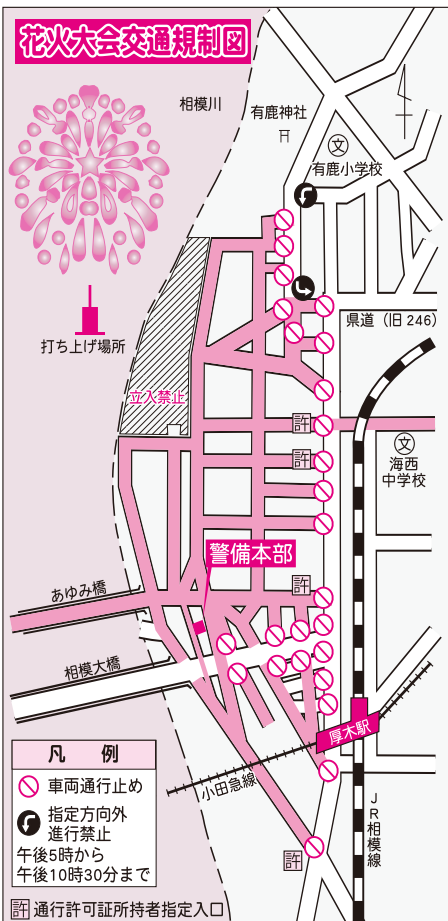 花火大会交通規制図
相模川
有鹿神社
文
有鹿小学校
県道（旧246）
打ち上げ場所
立入禁止
許
文
海西
中学校
許
警備本部
許
あゆみ橋
相模大橋
厚木駅
小田急線
JR相模線
許
凡例
車両通行止め
指定方向外
進行禁止
午後5時から
午後10時30分まで
許 通行許可証所持者指定入口